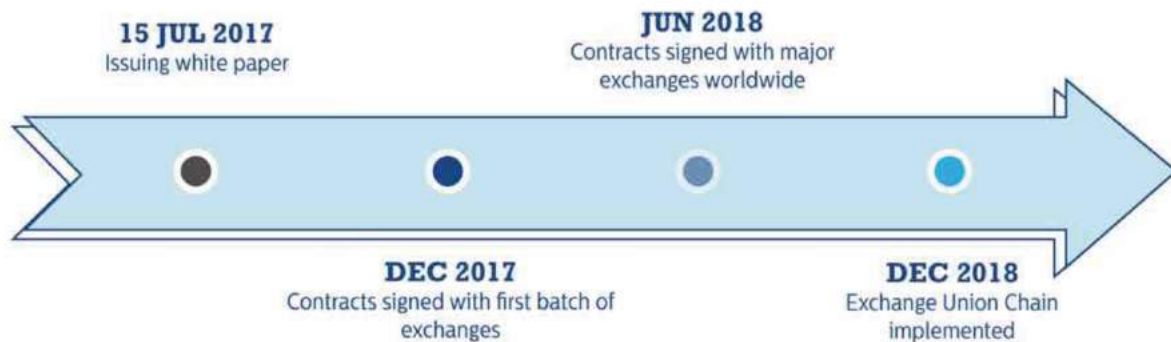 15 JUL 2017
Issuing white paper
JUN 2018
Contracts signed with major
exchanges worldwide
DEC 2017
Contracts signed with first batch of
exchanges
DEC 2018
Exchange Union Chain
implemented